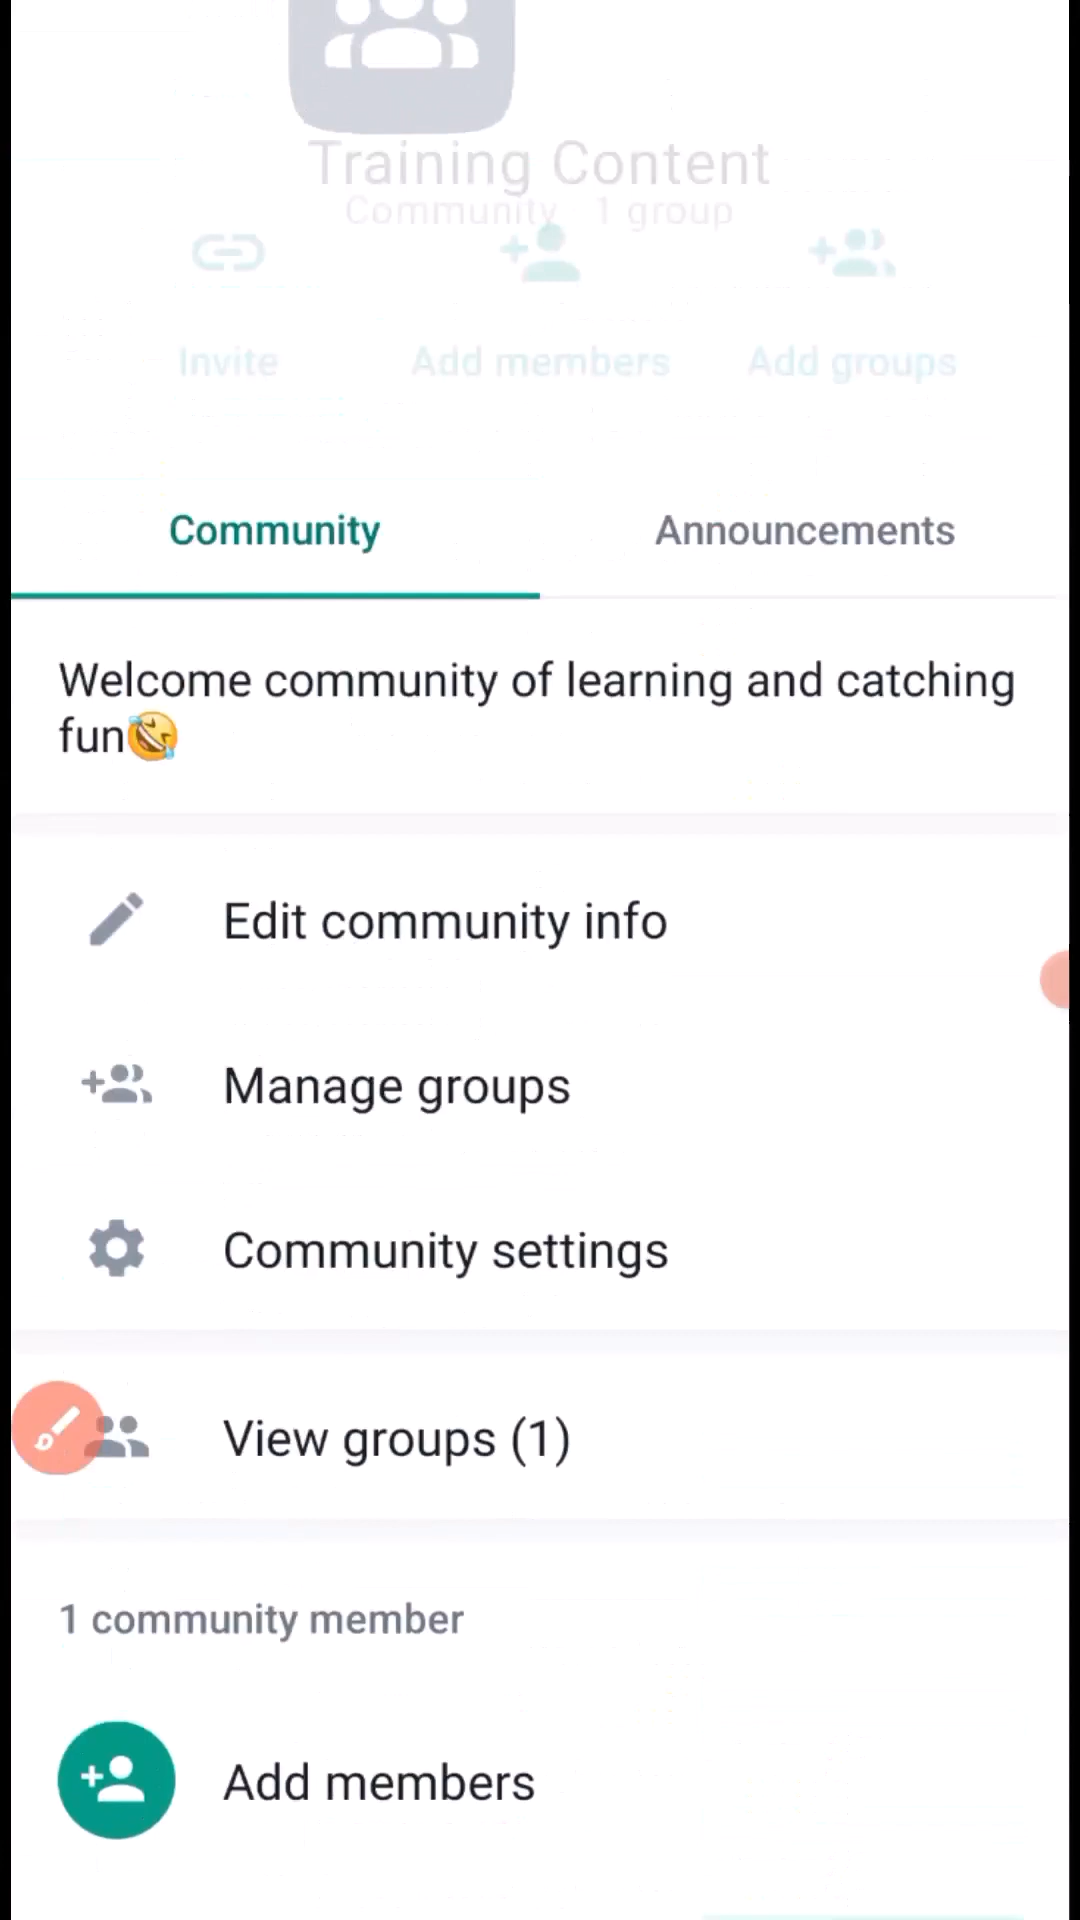 Training Content
Community 1 group
Invite Add members Add groups
Community Announcements
Welcome community of learning and catching
fun🤣
Edit community info
Manage groups
Community settings
View groups (1)
1 community member
Add members